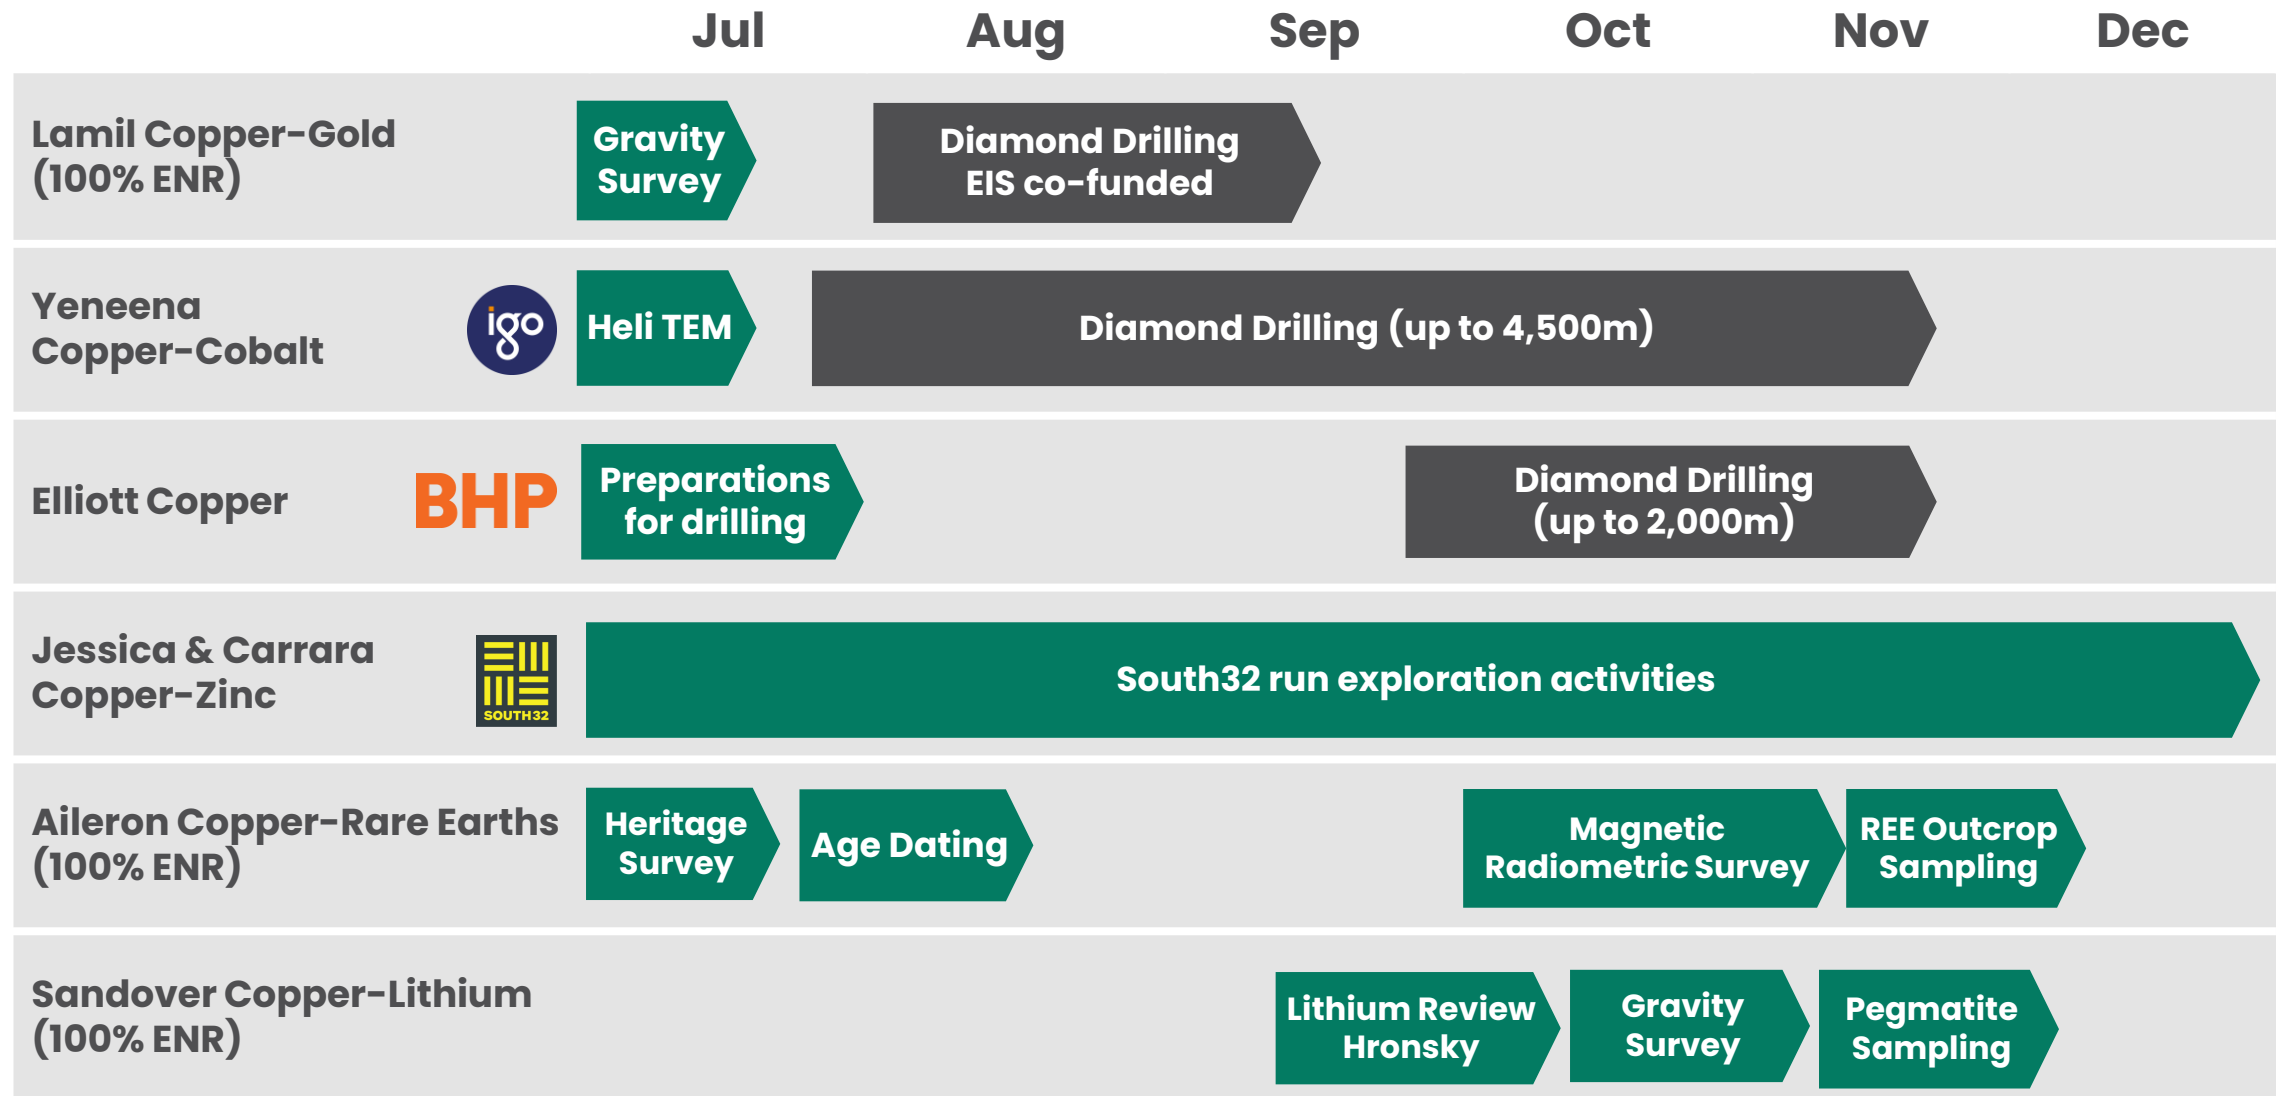 Jul Aug Sep Oct Nov Dec
Lamil Copper-Gold
(100% ENR)
Gravity
Survey
Diamond Drilling
EIS co-funded
Yeneena
Copper-Cobalt
igo
Heli TEM
Diamond Drilling (up to 4,500m)
Elliott Copper
BHP
Preparations
for drilling
Diamond Drilling
(up to 2,000m)
Jessica & Carrara
Copper-Zinc
SOUTH32
South32 run exploration activities
Aileron Copper-Rare Earths
(100% ENR)
Heritage
Survey
Age Dating
Magnetic
Radiometric Survey
REE Outcrop
Sampling
Sandover Copper-Lithium
(100% ENR)
Lithium Review
Hronsky
Gravity
Survey
Pegmatite
Sampling